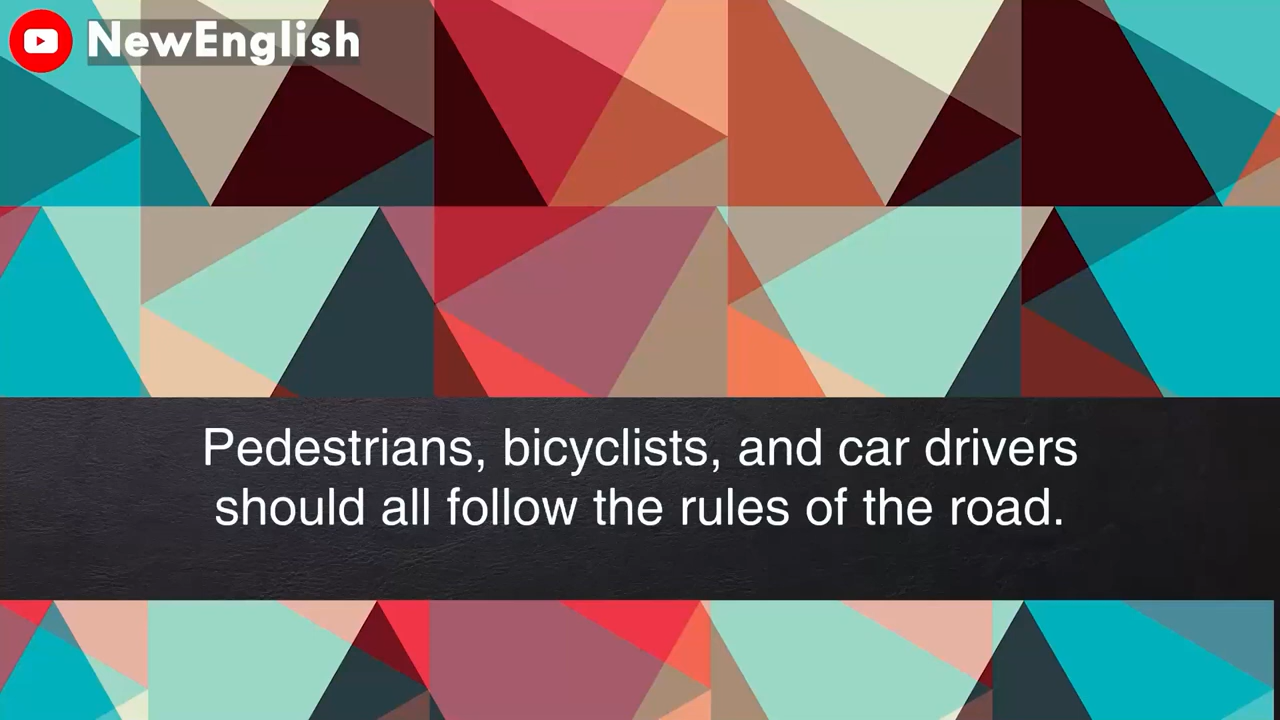 NewEnglish
Pedestrians, bicyclists, and car drivers
should all follow the rules of the road.